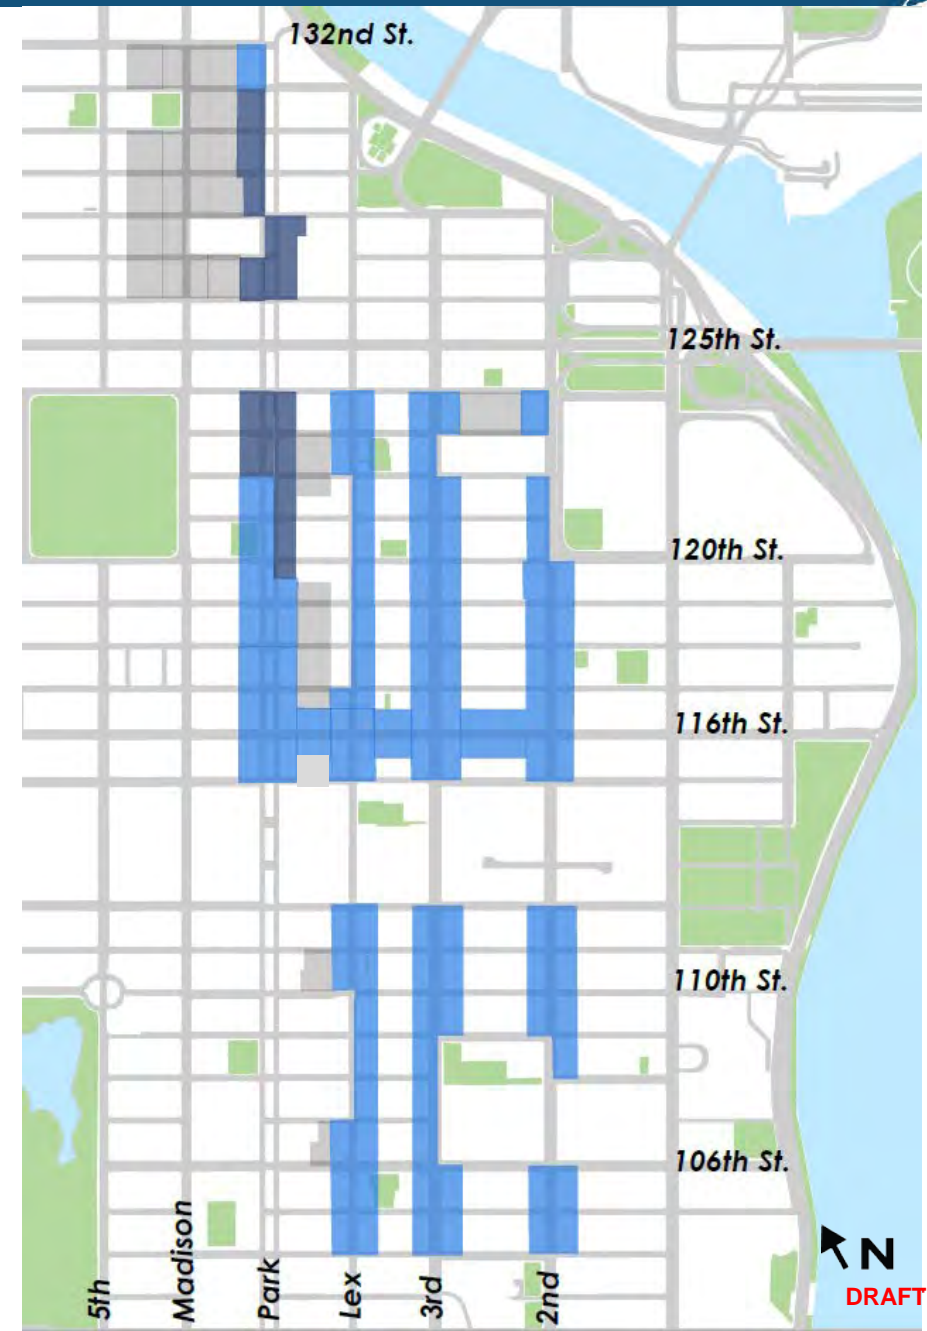 132nd St.
125th St.
120th St.
116th St.
110th St.
106th St.
5th
Madison
Park
Lex
3rd
2nd
N
DRAFT